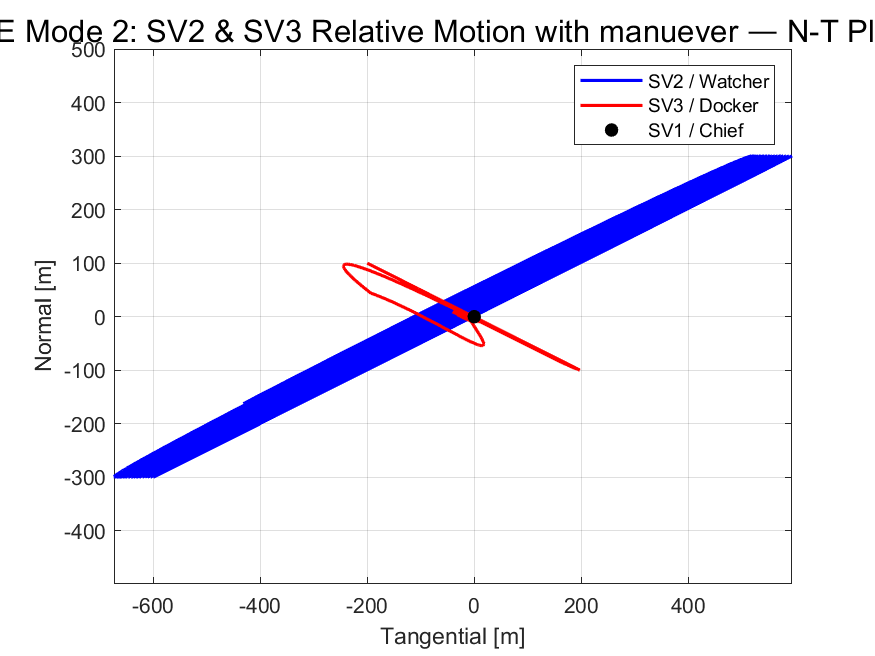 E Mode 2: SV2 & SV3 Relative Motion with manuever — N-T Pl
500
400
300
200
100
0
-100
-200
-300
-400
-600
-400
-200
0
200
400
Normal [m]
Tangential [m]
SV2 / Watcher
SV3 / Docker
SV1 / Chief